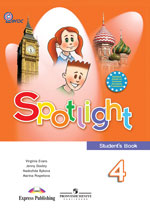 Spotlight
Student's Book
Virginia Evans
Jenny Dooley
Nadezhda Bykova
Marina Pospelova
4
Express Publishing